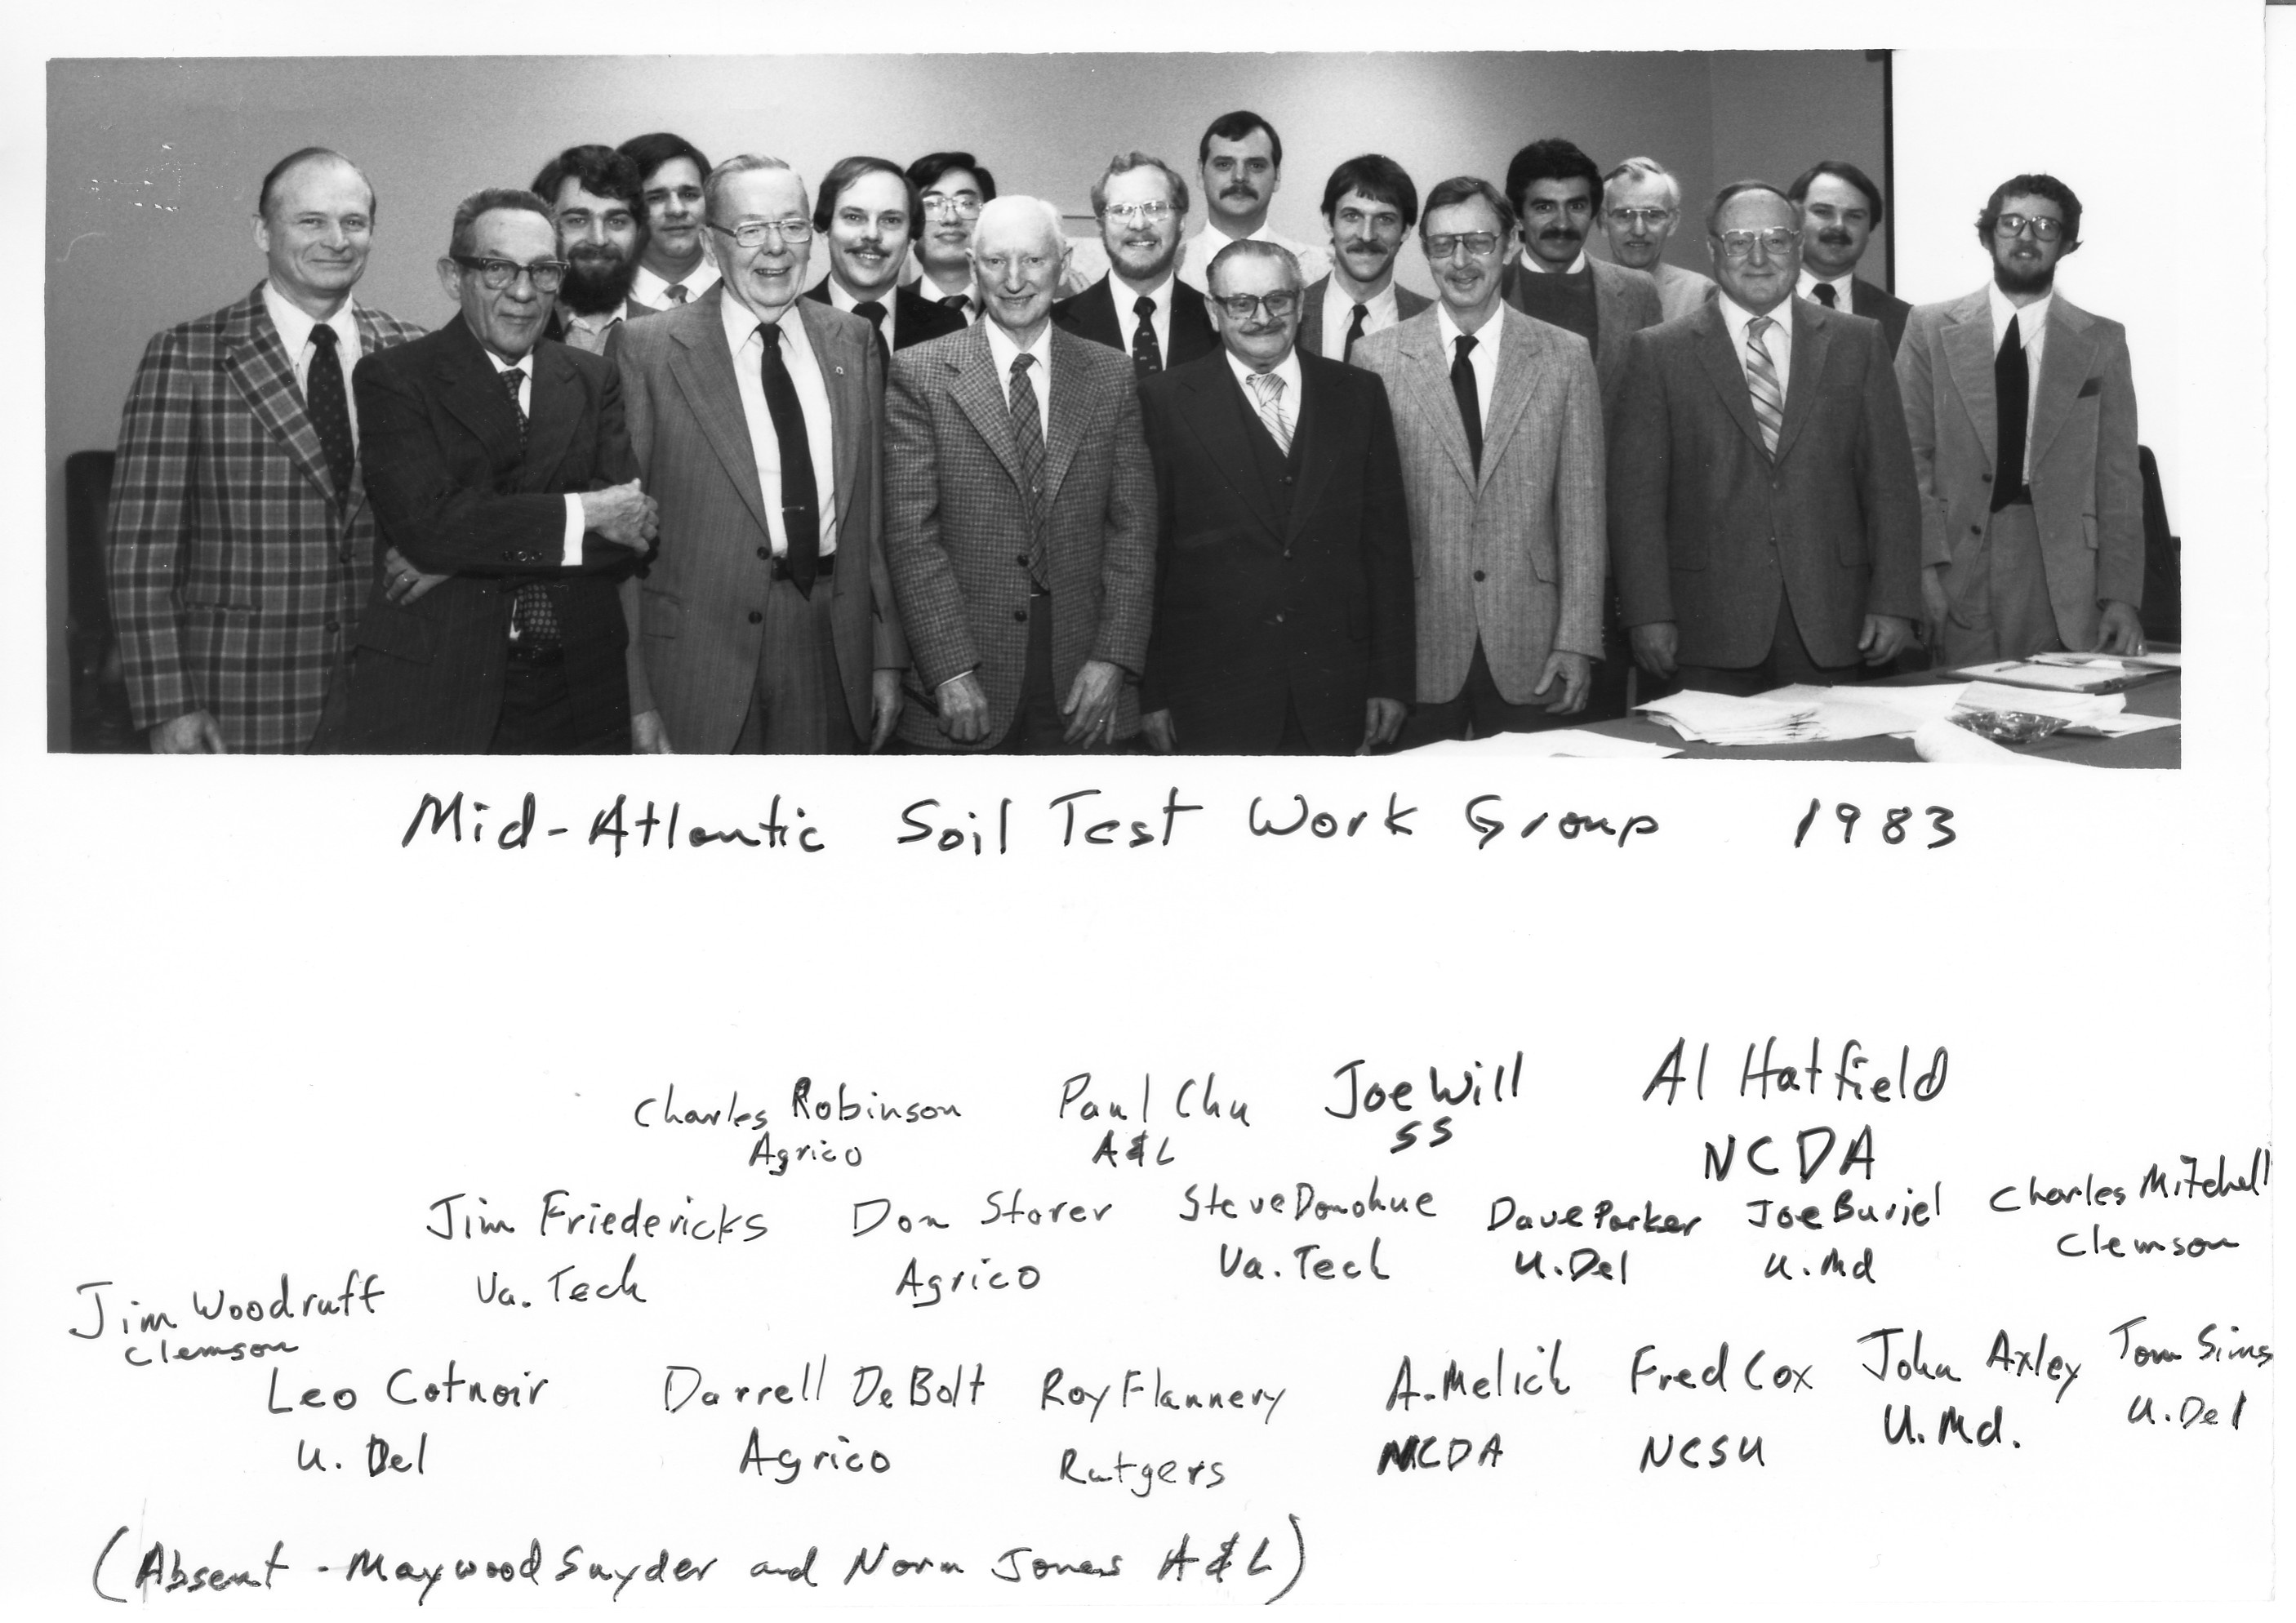 Mid-Atlantic Soil Test Work Group 1983
Charles Robinson Paul Chu Joe Will Al Hatfield
Agrico A&L SS NCDA
Jim Friedericks Don Storer Steve Donohue Dave Parker Joe Buriel Charles Mitchell
Va. Tech Agrico Va. Tech U. Del U. Md Clemson
Jim Woodruff
Clemson
Leo Cotnoir Darrell DeBolt Roy Flannery A. Melich Fred Cox John Axley Tom Sims
U. Del Agrico Rutgers NCDA NCSU U. Md. U. Del
(Absent - Maywood Snyder and Norm Jones A&L)